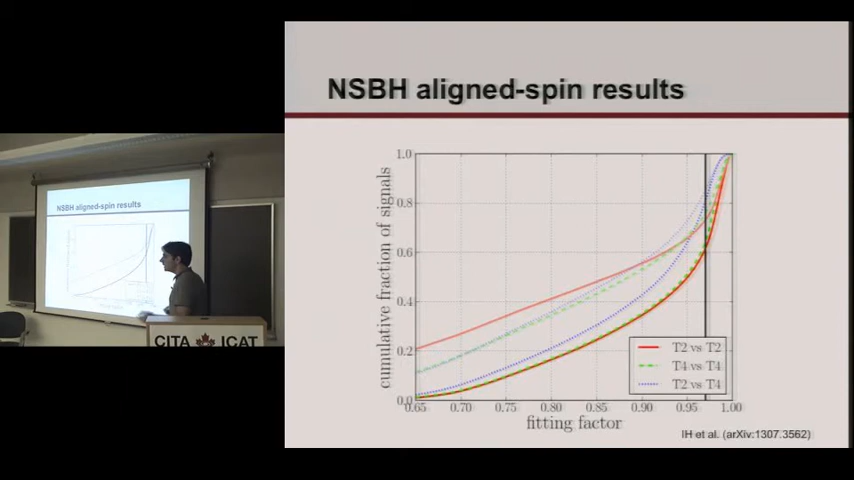 NSBH aligned-spin results
cumulative fraction of signals
1.0
0.8
0.6
0.4
0.2
0.0
0.65 0.70 0.75 0.80 0.85 0.90 0.95 1.00
fitting factor
T2 vs T2
T4 vs T4
T2 vs T4
IH et al. (arXiv:1307.3562)
NSBH aligned-spin results
CITA ICAT